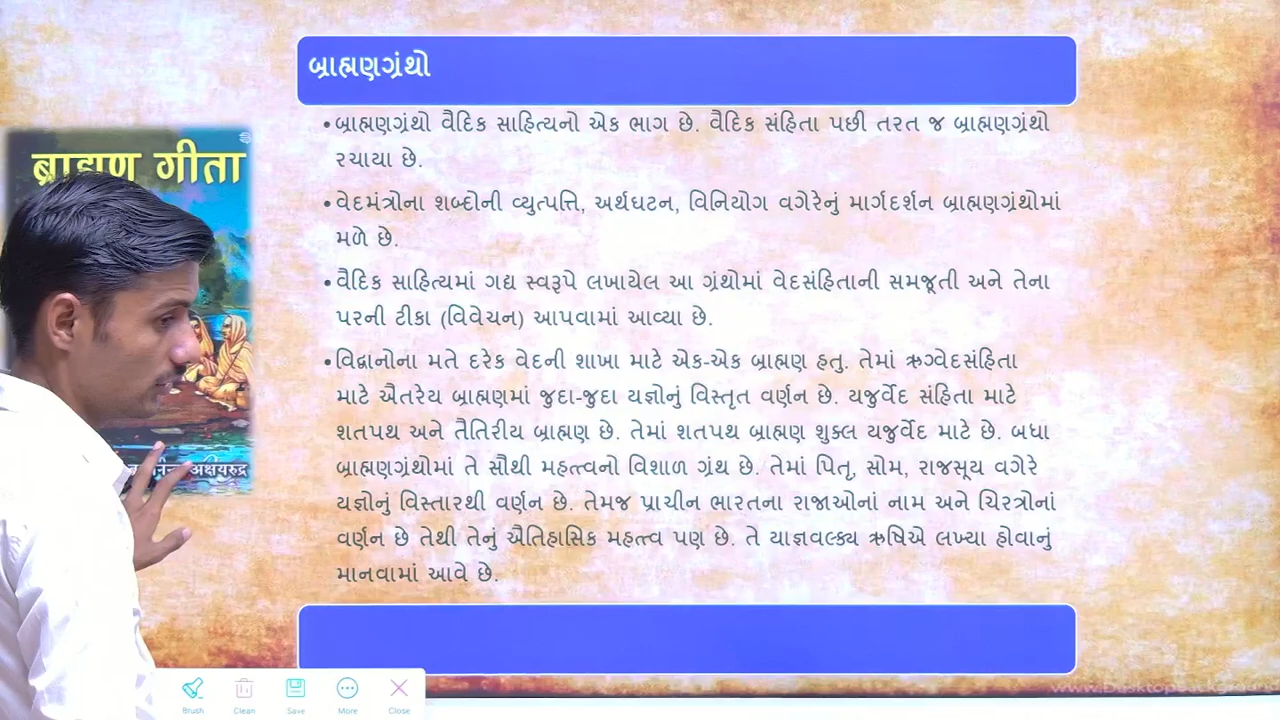 બ્રાહ્મણગ્રંથો
•બ્રાહ્મણગ્રંથો વૈદિક સાહિત્યનો એક ભાગ છે. વૈદિક સંહિતા પછી તરત જ બ્રાહ્મણગ્રંથો
રચાયા છે.
•વેદમંત્રોના શબ્દોની વ્યુત્પત્તિ, અર્થઘટન, વિનિયોગ વગેરેનું માર્ગદર્શન બ્રાહ્મણગ્રંથોમાં
મળે છે.
•વૈદિક સાહિત્યમાં ગદ્ય સ્વરૂપે લખાયેલ આ ગ્રંથોમાં વેદસંહિતાની સમજૂતી અને તેના
પરની ટીકા (વિવેચન) આપવામાં આવ્યા છે.
•વિદ્વાનોના મતે દરેક વેદની શાખા માટે એક-એક બ્રાહ્મણ હતુ. તેમાં ઋગ્વેદસંહિતા
માટે ઐતરેય બ્રાહ્મણમાં જુદા-જુદા યજ્ઞોનું વિસ્તૃત વર્ણન છે. યજુર્વેદ સંહિતા માટે
શતપથ અને તૈતિરીય બ્રાહ્મણ છે. તેમાં શતપથ બ્રાહ્મણ શુક્લ યજુર્વેદ માટે છે. બધા
બ્રાહ્મણગ્રંથોમાં તે સૌથી મહત્ત્વનો વિશાળ ગ્રંથ છે. તેમાં પિતૃ, સોમ, રાજસૂય વગેરે
યજ્ઞોનું વિસ્તારથી વર્ણન છે. તેમજ પ્રાચીન ભારતના રાજાઓનાં નામ અને ચિરત્રોનાં
વર્ણન છે તેથી તેનું ઐતિહાસિક મહત્ત્વ પણ છે. તે યાજ્ઞવલ્ક્ય ઋષિએ લખ્યા હોવાનું
માનવામાં આવે છે.
ब्राह्मण गीता
अक्षयरुद्र
Brush Clean Save More Close